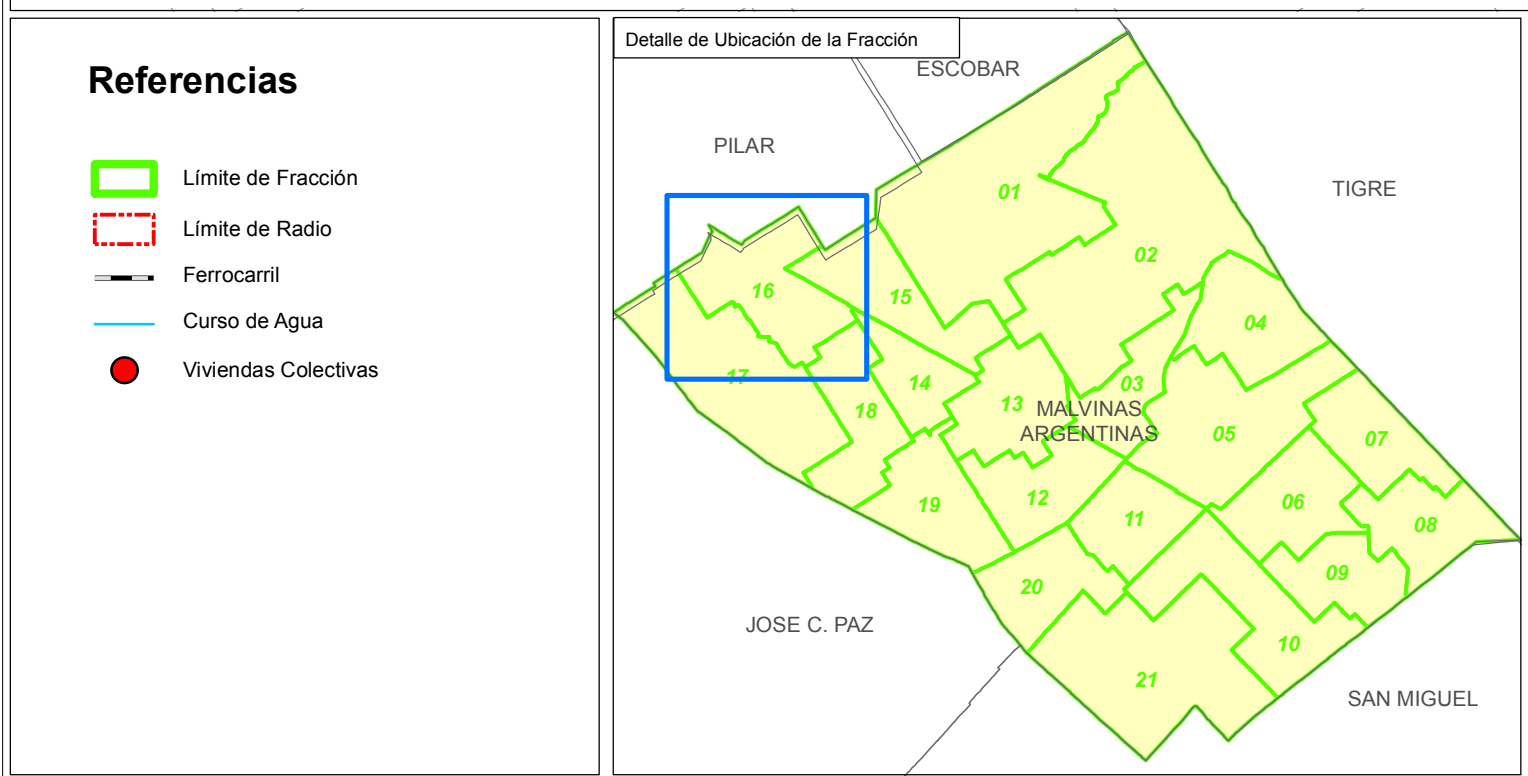 Referencias
Límite de Fracción
Límite de Radio
Ferrocarril
Curso de Agua
Viviendas Colectivas
Detalle de Ubicación de la Fracción
ESCOBAR
PILAR
TIGRE
01
02
16
15
04
17
14
03
18
13
MALVINAS
ARGENTINAS
05
07
19
12
11
06
08
09
20
JOSE C. PAZ
10
21
SAN MIGUEL